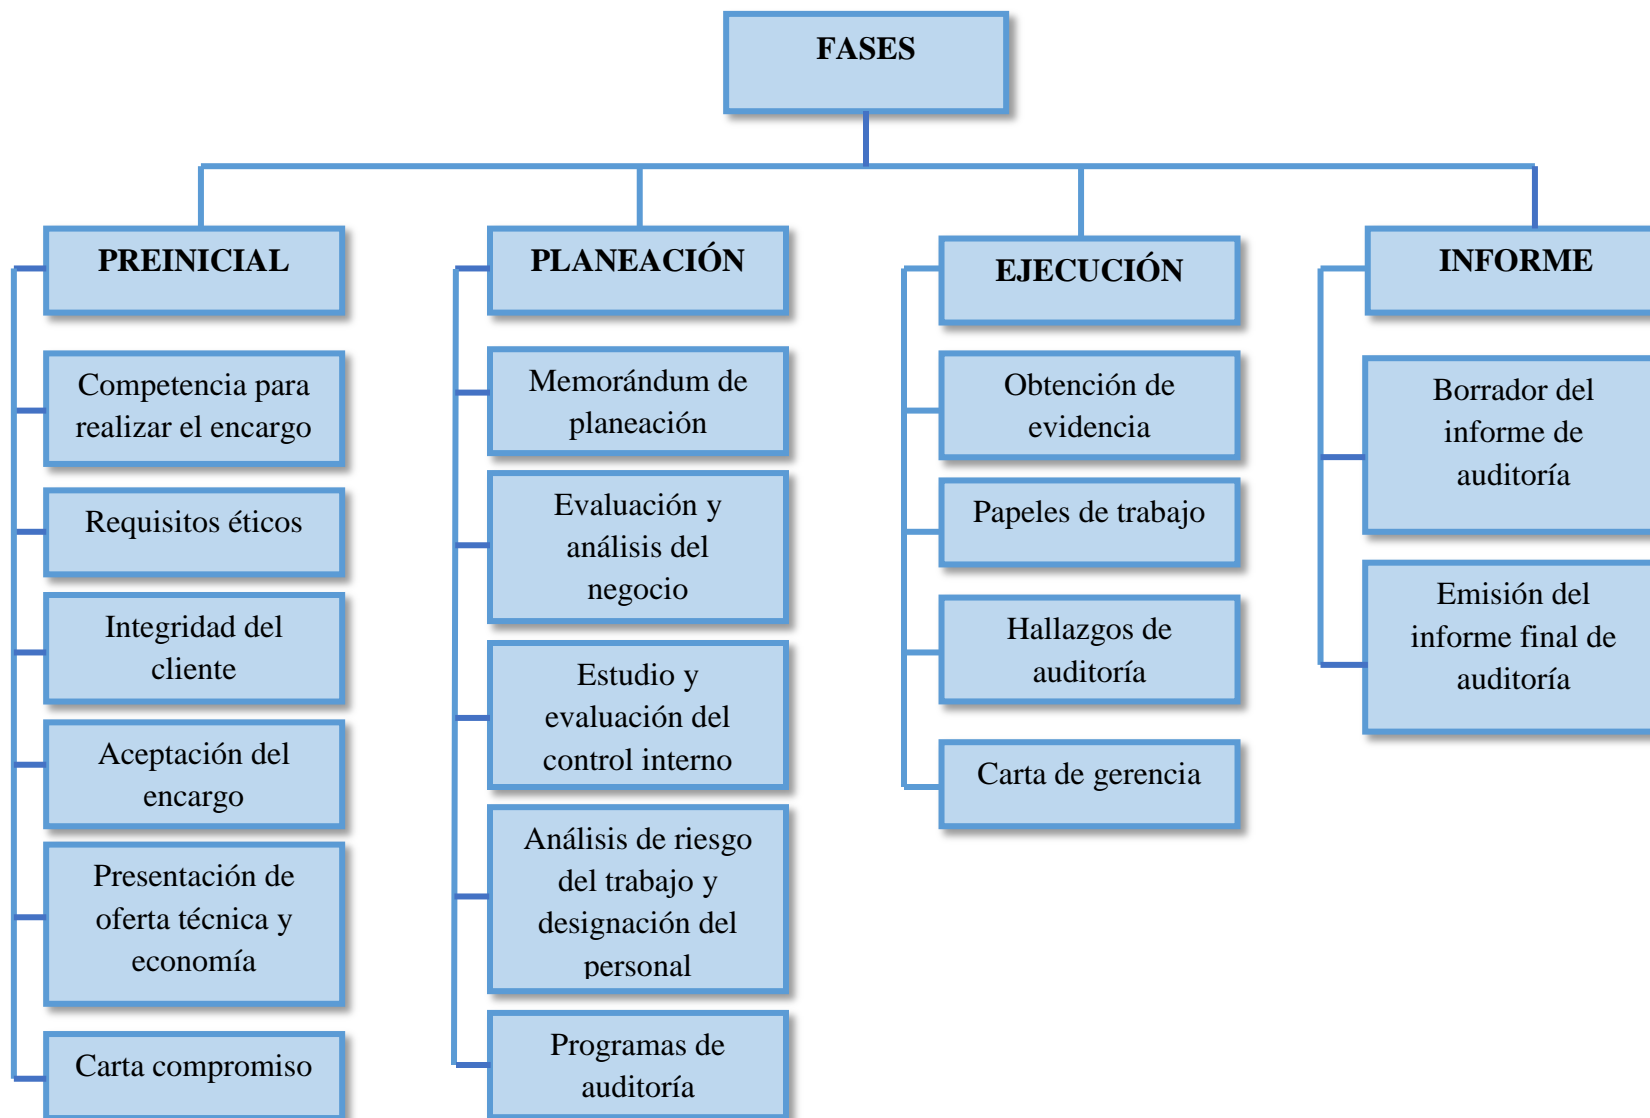 FASES
PREINICIAL
Competencia para
realizar el encargo
Requisitos éticos
Integridad del
cliente
Aceptación del
encargo
Presentación de
oferta técnica y
economía
Carta compromiso
PLANEACIÓN
Memorándum de
planeación
Evaluación y
análisis del
negocio
Estudio y
evaluación del
control interno
Análisis de riesgo
del trabajo y
designación del
personal
Programas de
auditoría
EJECUCIÓN
Obtención de
evidencia
Papeles de trabajo
Hallazgos de
auditoría
Carta de gerencia
INFORME
Borrador del
informe de
auditoría
Emisión del
informe final de
auditoría